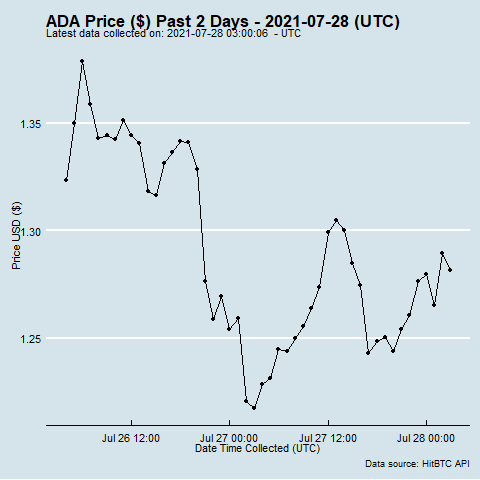 ADA Price ($) Past 2 Days - 2021-07-28 (UTC)
Latest data collected on: 2021-07-28 03:00:06  - UTC
1.35
1.30
1.25
Price USD ($)
Jul 26 12:00 Jul 27 00:00 Jul 27 12:00 Jul 28 00:00
Date Time Collected (UTC)
Data source: HitBTC API